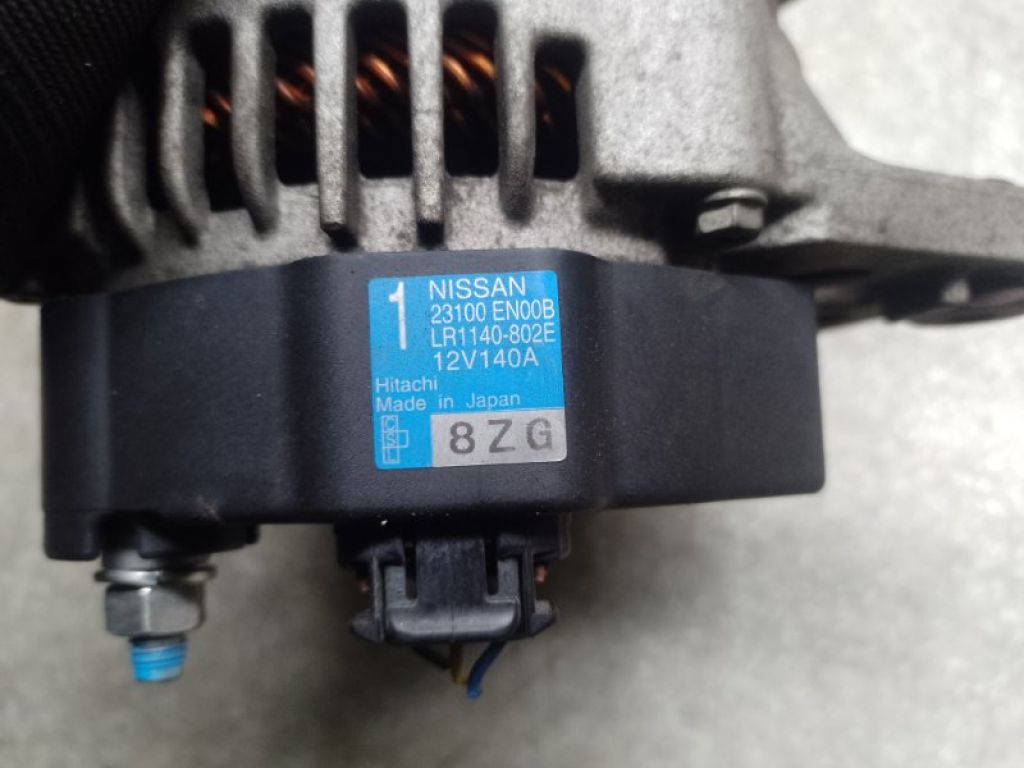 1
NISSAN
23100 EN00B
LR1140-802E
12V140A
Hitachi
Made in Japan
8ZG